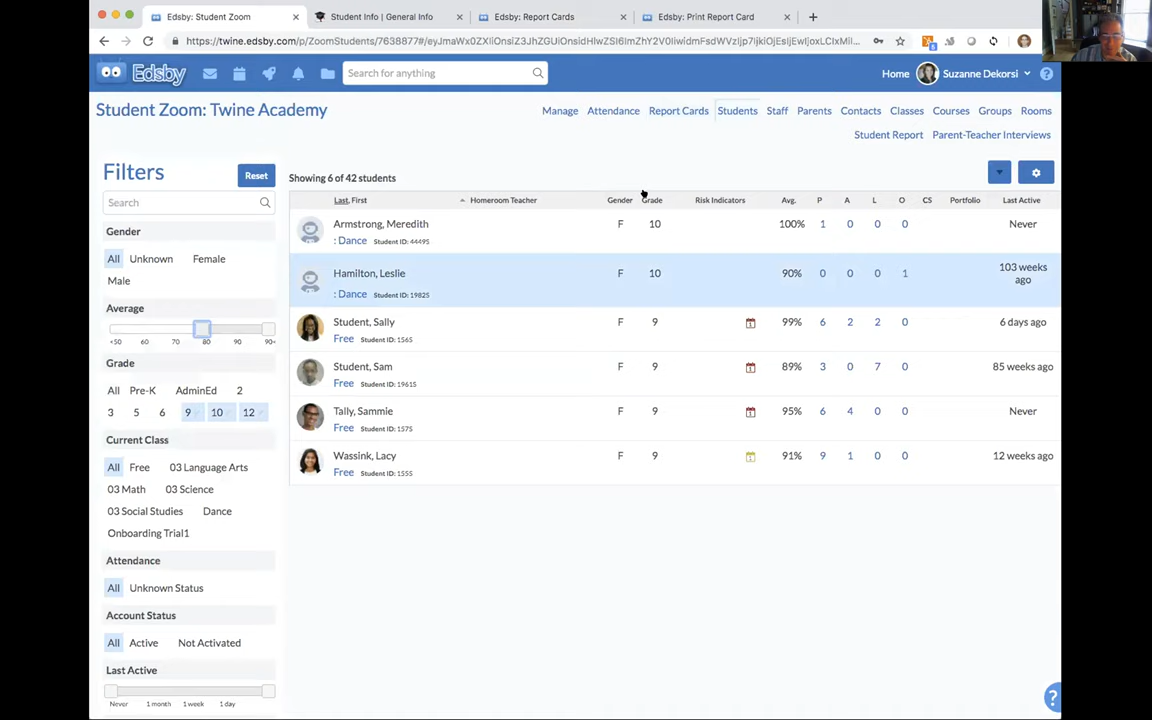 Edsby: Student Zoom
Student Info | General Info
Edsby: Report Cards
Edsby: Print Report Card
https://twine.edsby.com/p/ZoomStudents/7638877#/
Edsby
Search for anything
Home
Suzanne Dekorsi
Student Zoom: Twine Academy
Manage Attendance Report Cards Students Staff Parents Contacts Classes Courses Groups Rooms
Student Report Parent-Teacher Interviews
Filters
Reset
Search
Gender
All Unknown Female
Male
Average
<50 60 70 80 90 90+
Grade
All Pre-K AdminEd 2
3 5 6 9 10 12
Current Class
All Free 03 Language Arts
03 Math 03 Science
03 Social Studies Dance
Onboarding Trial1
Attendance
All Unknown Status
Account Status
All Active Not Activated
Last Active
Never 1 month 1 week 1 day
Showing 6 of 42 students
Last, First Homeroom Teacher Gender Grade Risk Indicators Avg. P A L O CS Portfolio Last Active
Armstrong, Meredith F 10 100% 1 0 0 0 Never
: Dance Student ID: 4449S
Hamilton, Leslie F 10 90% 0 0 0 1 103 weeks ago
: Dance Student ID: 1982S
Student, Sally F 9 99% 6 2 2 0 6 days ago
Free Student ID: 156S
Student, Sam F 9 89% 3 0 7 0 85 weeks ago
Free Student ID: 1961S
Tally, Sammie F 9 95% 6 4 0 0 Never
Free Student ID: 157S
Wassink, Lacy F 9 91% 9 1 0 0 12 weeks ago
Free Student ID: 155S